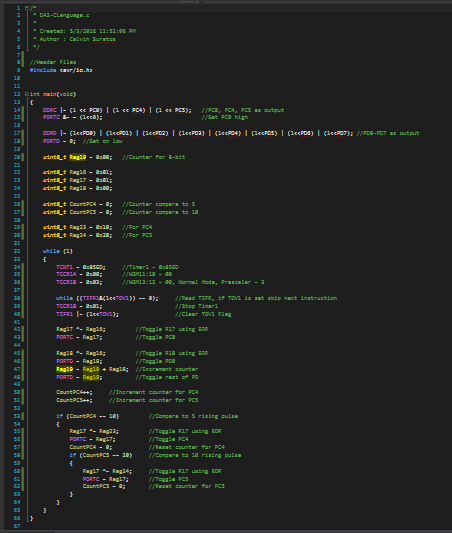 /*
* DA2-CLanguage.c
*
* Created: 5/3/2016 11:53:06 PM
* Author : Calvin Suratos
*/
//Header Files
#include <avr/io.h>
int main(void)
{
DDRC |= (1 << PC0) | (1 << PC4) | (1 << PC5); //PC0, PC4, PC5 as output
PORTC &= ~ (1<<0); //Set PC0 high
DDRD |= (1<<PD0) | (1<<PD1) | (1<<PD2) | (1<<PD3) | (1<<PD4) | (1<<PD5) | (1<<PD6) | (1<<PD7); //PD0-PD7 as output
PORTD = 0; //Set on low
uint8_t Reg19 = 0x00; //Counter for 8-bit
uint8_t Reg16 = 0x01;
uint8_t Reg17 = 0x01;
uint8_t Reg18 = 0x00;
uint8_t CountPC4 = 0; //Counter compare to 5
uint8_t CountPC5 = 0; //Counter compare to 10
uint8_t Reg23 = 0x10; //For PC4
uint8_t Reg24 = 0x20; //For PC5
while (1)
{
TCNT1 = 0x85ED; //Timer1 = 0x85ED
TCCR1A = 0x00; //WGM11:10 = 00
TCCR1B = 0x03; //WGM13:12 = 00, Normal Mode, Prescaler = 3
while ((TIFR1&(1<<TOV1)) == 0); //Read TIFR, if TOV1 is set skip next instruction
TCCR1B = 0x01; //Stop Timer1
TIFR1 |= (1<<TOV1); //Clear TOV1 Flag
Reg17 ^= Reg16; //Toggle R17 using EOR
PORTC = Reg17; //Toggle PC0
Reg18 ^= Reg16; //Toggle R18 using EOR
PORTD = Reg18; //Toggle PD0
Reg19 = Reg19 + Reg18; //Increment counter
PORTD = Reg19; //Toggle rest of PD
CountPC4++; //Increment counter for PC4
CountPC5++; //Increment counter for PC5
if (CountPC4 == 10) //Compare to 5 rising pulse
{
Reg17 ^= Reg23; //Toggle R17 using EOR
PORTC = Reg17; //Toggle PC4
CountPC4 = 0; //Reset counter for PC4
if (CountPC5 == 20) //Compare to 10 rising pulse
{
Reg17 ^= Reg24; //Toggle R17 using EOR
PORTC = Reg17; //Toggle PC5
CountPC5 = 0; //Reset counter for PC5
}
}
}
}